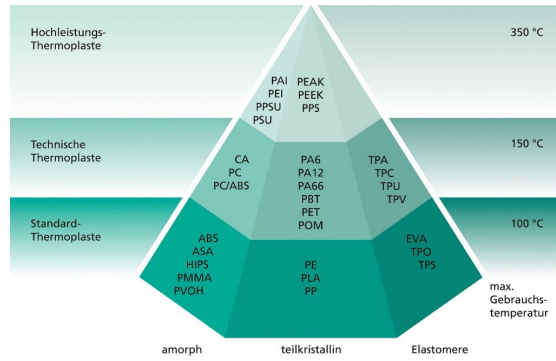 Hochleistungs-
Thermoplaste
350 °C
PAI
PEI
PPSU
PSU
PEAK
PEEK
PPS
Technische
Thermoplaste
150 °C
CA
PC
PC/ABS
PA6
PA12
PA66
PBT
PET
POM
TPA
TPC
TPU
TPV
Standard-
Thermoplaste
100 °C
ABS
ASA
HIPS
PMMA
PVOH
PE
PLA
PP
EVA
TPO
TPS
max.
Gebrauchs-
temperatur
amorph
teilkristallin
Elastomere